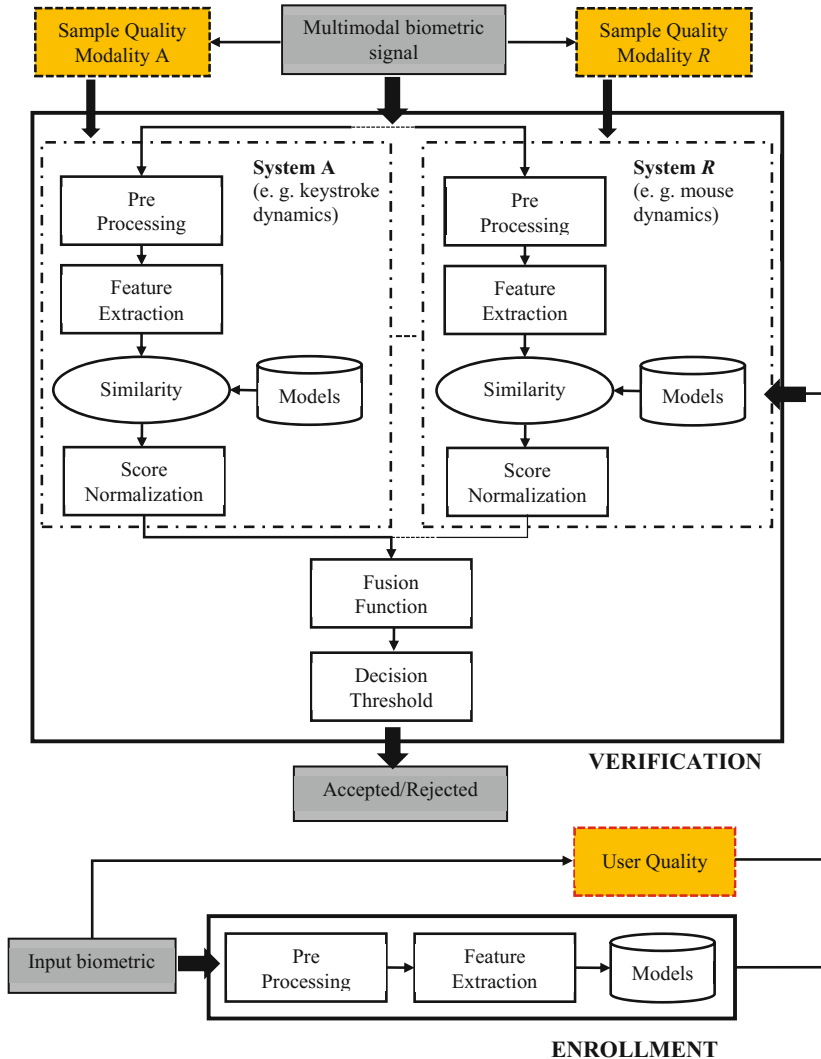 Sample Quality
Modality A
Multimodal biometric
signal
Sample Quality
Modality R
System A
(e. g. keystroke
dynamics)
Pre
Processing
Feature
Extraction
Similarity
Models
Score
Normalization
System R
(e. g. mouse
dynamics)
Pre
Processing
Feature
Extraction
Similarity
Models
Score
Normalization
Fusion
Function
Decision
Threshold
VERIFICATION
Accepted/Rejected
User Quality
Input biometric
Pre
Processing
Feature
Extraction
Models
ENROLLMENT